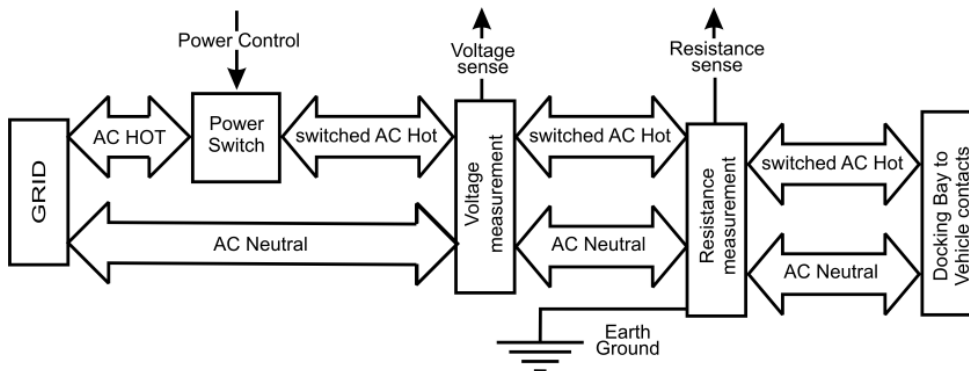 Power Control
Voltage
sense
Resistance
sense
GRID
AC HOT
Power
Switch
switched AC Hot
Voltage
measurement
switched AC Hot
Resistance
measurement
switched AC Hot
Docking Bay to
Vehicle contacts
AC Neutral
AC Neutral
AC Neutral
Earth
Ground